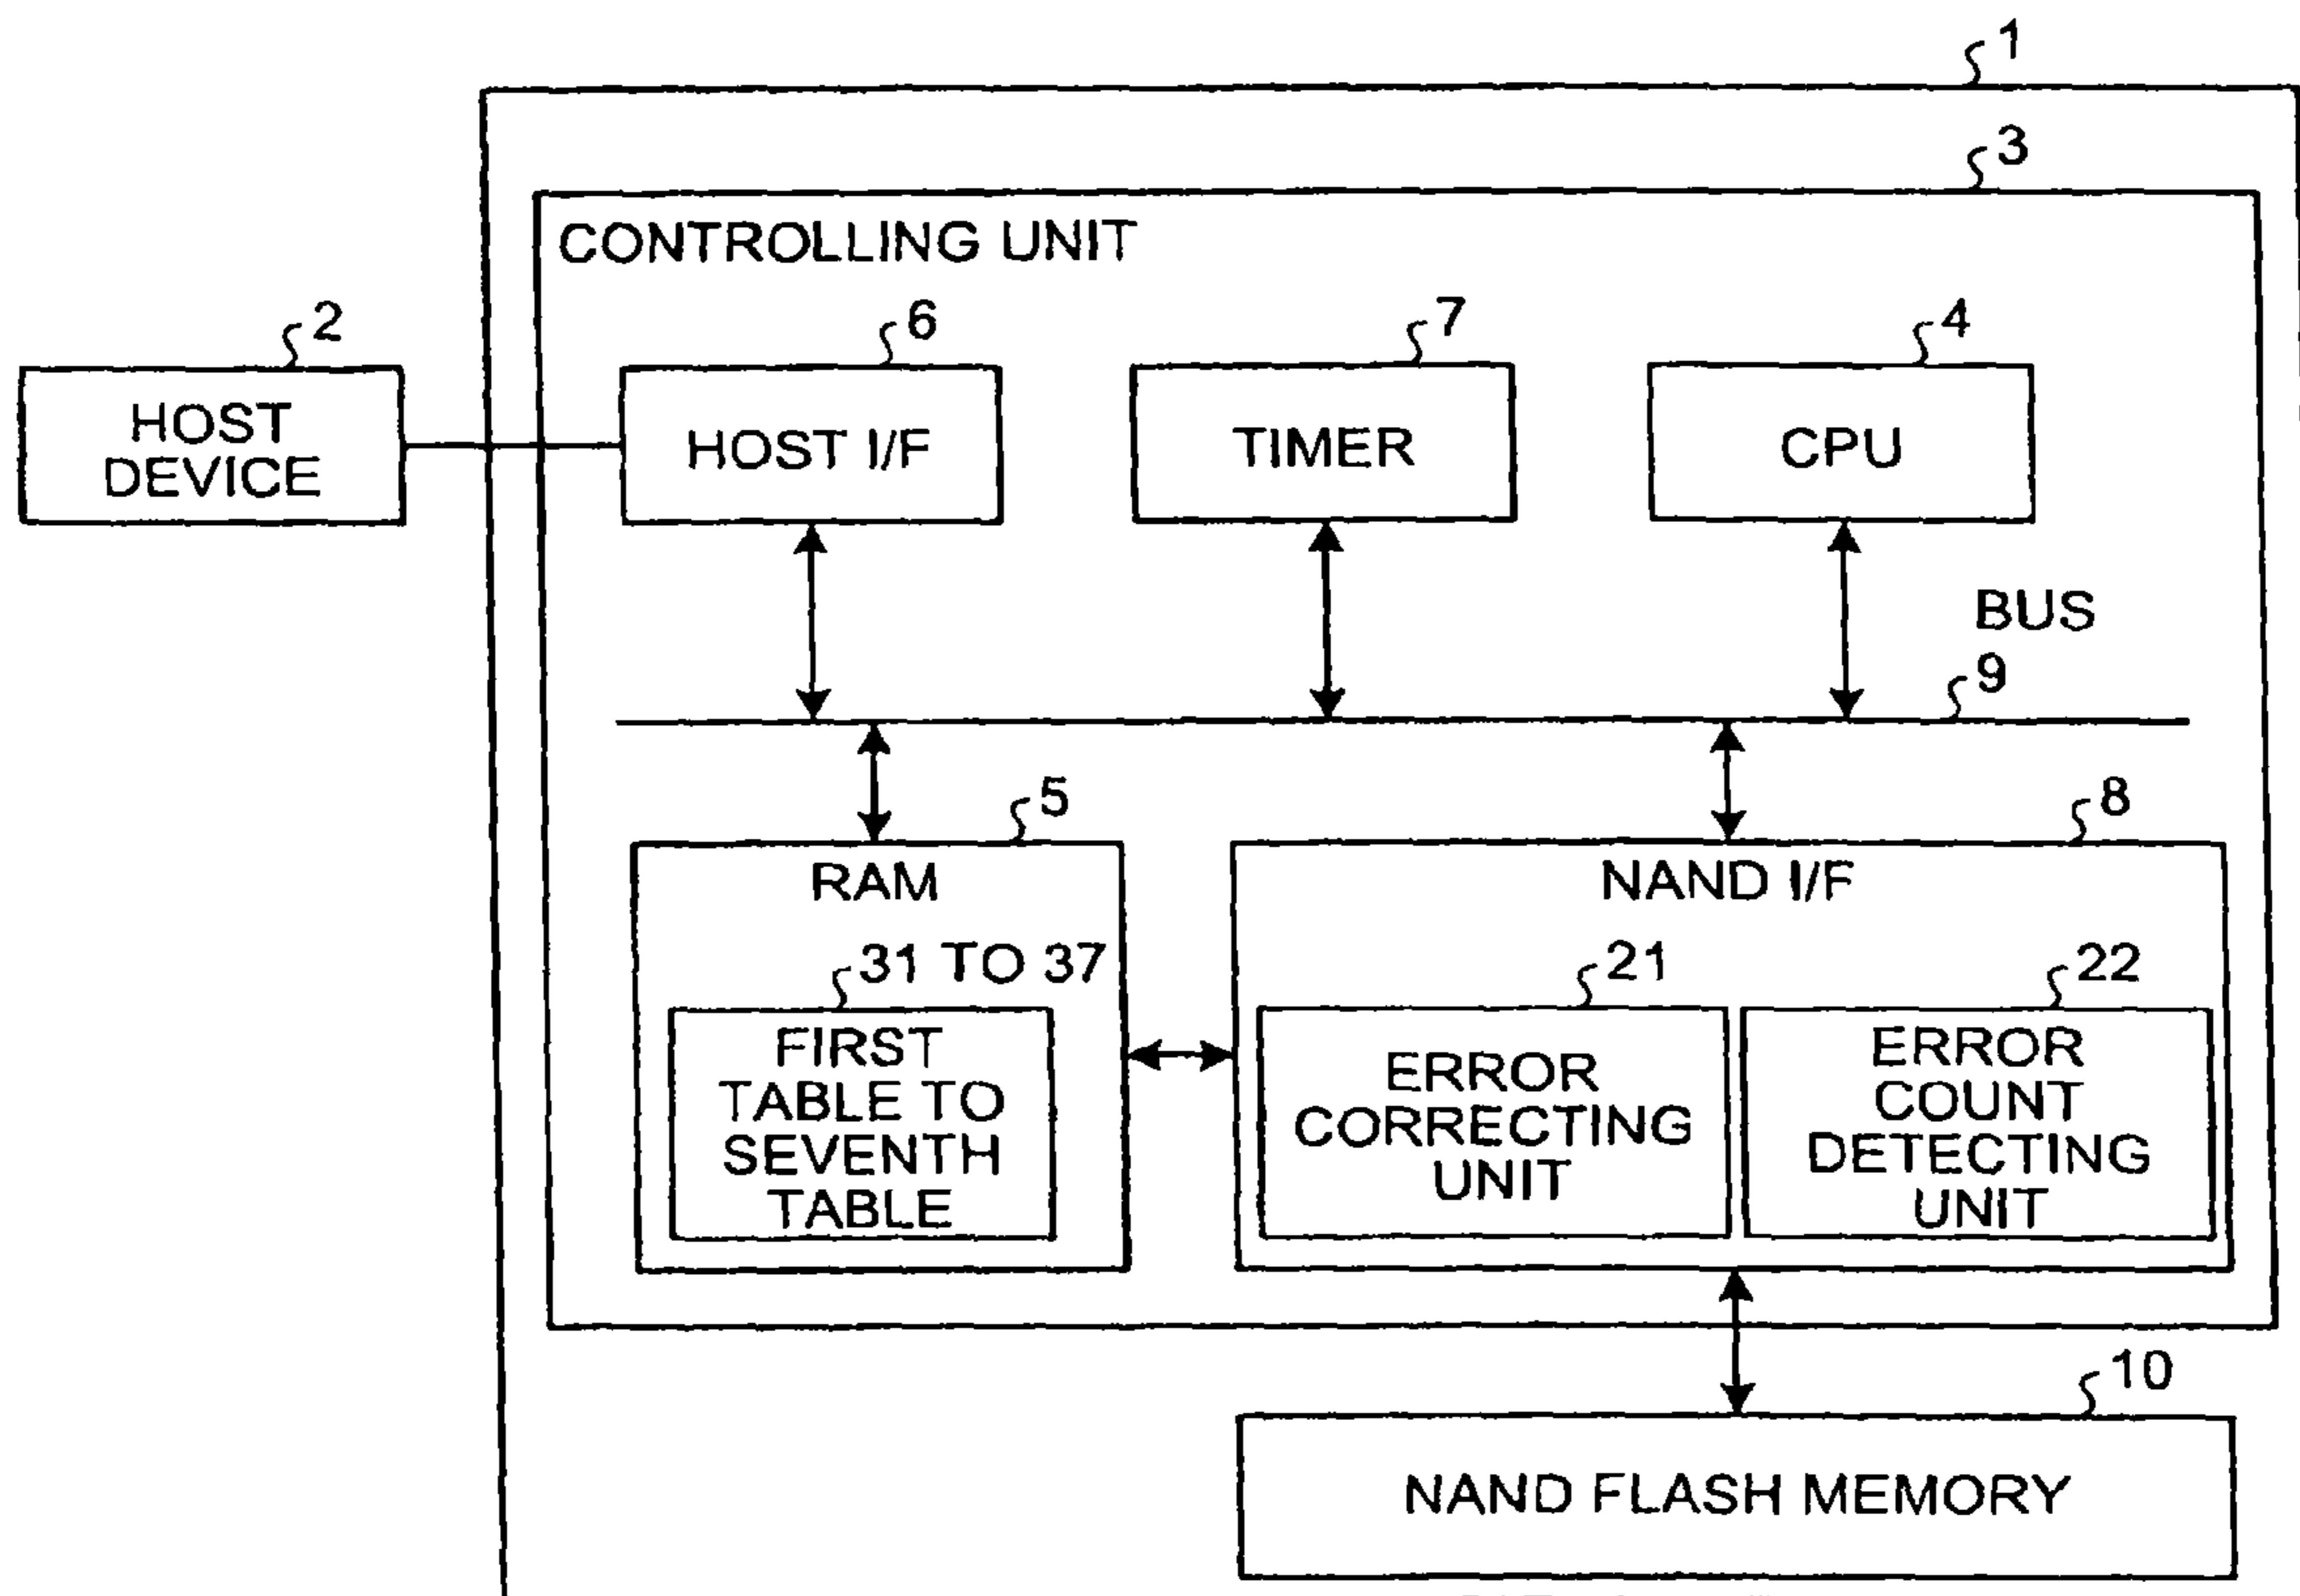 1
3
CONTROLLING UNIT
2
6
7
4
HOST
DEVICE
HOST I/F
TIMER
CPU
BUS
9
5
8
RAM
NAND I/F
31 TO 37
21
22
FIRST
TABLE TO
SEVENTH
TABLE
ERROR
CORRECTING
UNIT
ERROR
COUNT
DETECTING
UNIT
10
NAND FLASH MEMORY